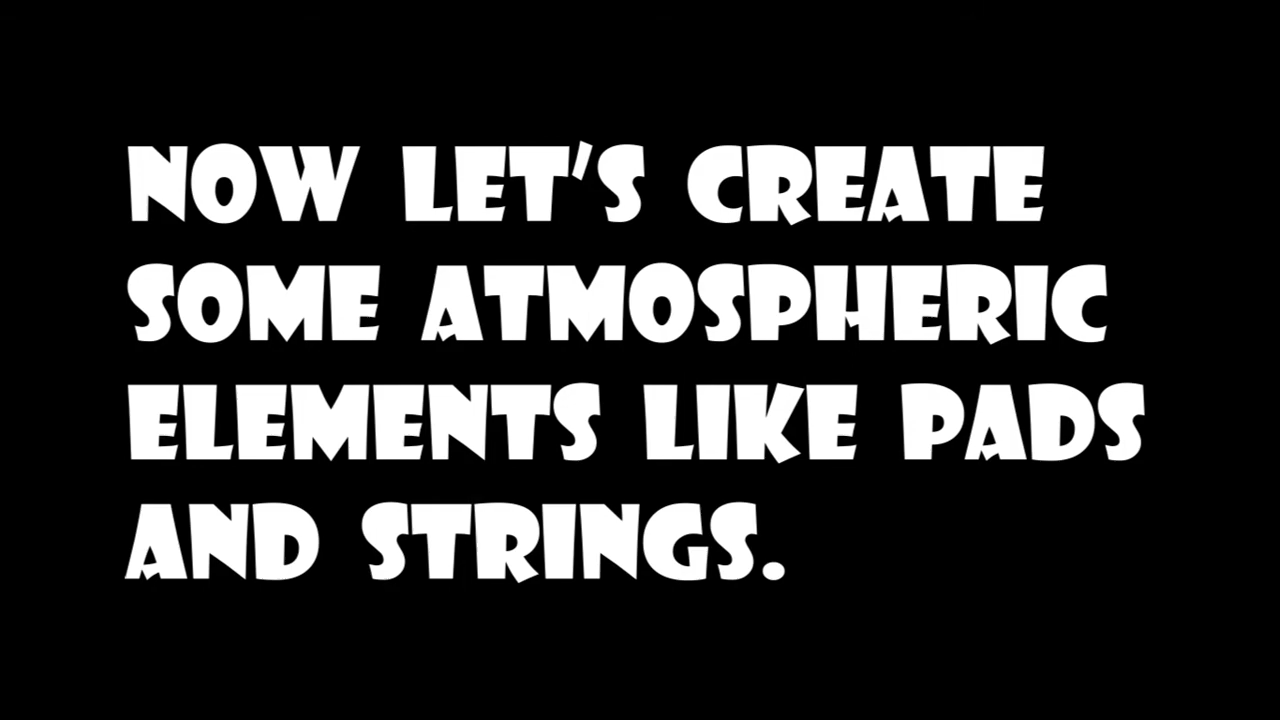 NOW LET'S CREATE
SOME ATMOSPHERIC
ELEMENTS LIKE PADS
AND STRINGS.